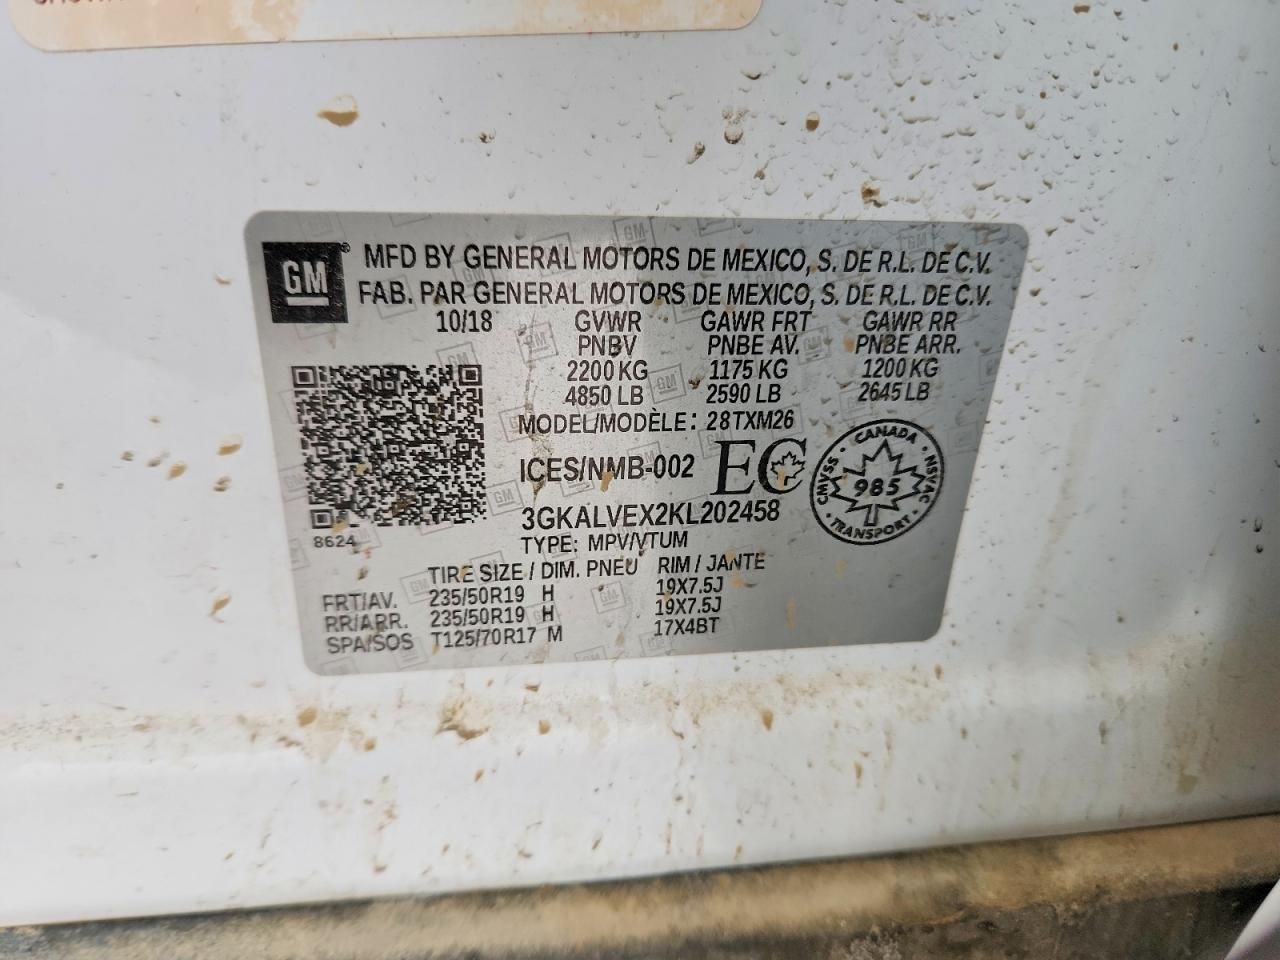 GM® MFD BY GENERAL MOTORS DE MEXICO, S. DE R.L. DE C.V.
FAB. PAR GENERAL MOTORS DE MEXICO, S. DE R.L. DE C.V.
10/18 GVWR GAWR FRT GAWR RR
PNBV PNBE AV. PNBE ARR.
2200 KG 1175 KG 1200 KG
4850 LB 2590 LB 2645 LB
MODEL/MODÈLE: 28TXM26
ICES/NMB-002 EC
CANADA
CMVSS 985 NSVAC
TRANSPORT
3GKALVEX2KL202458
8624
TYPE: MPV/VTUM
TIRE SIZE / DIM. PNEU RIM / JANTE
FRT/AV. 235/50R19 H 19X7.5J
RR/ARR. 235/50R19 H 19X7.5J
SPA/SOS T125/70R17 M 17X4BT